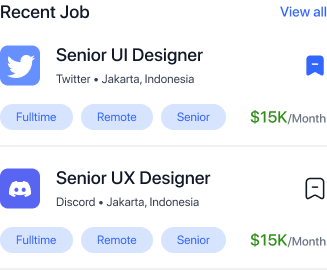 Recent Job View all
Senior UI Designer
Twitter • Jakarta, Indonesia
Fulltime Remote Senior $15K/Month
Senior UX Designer
Discord • Jakarta, Indonesia
Fulltime Remote Senior $15K/Month